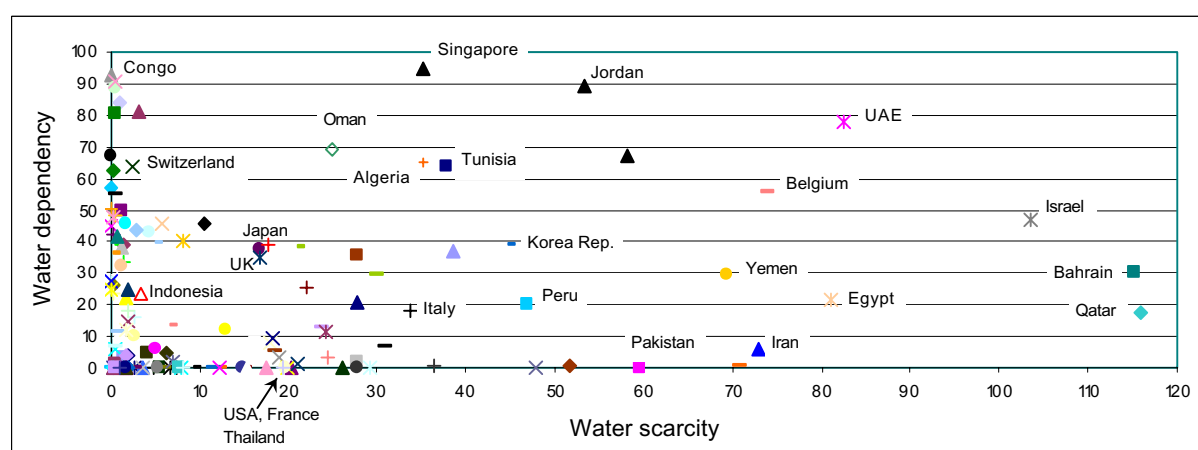 Singapore
100
Congo
Jordan
90
80
UAE
Oman
70
Switzerland
Tunisia
Algeria
60
Belgium
50
Israel
Japan
40
Korea Rep.
UK
30
Yemen
Bahrain
Indonesia
20
Italy
Peru
Egypt
Qatar
10
Pakistan
Iran
0
Water dependency
0 10 20 30 40 50 60 70 80 90 100 110 120
USA, France
Thailand
Water scarcity